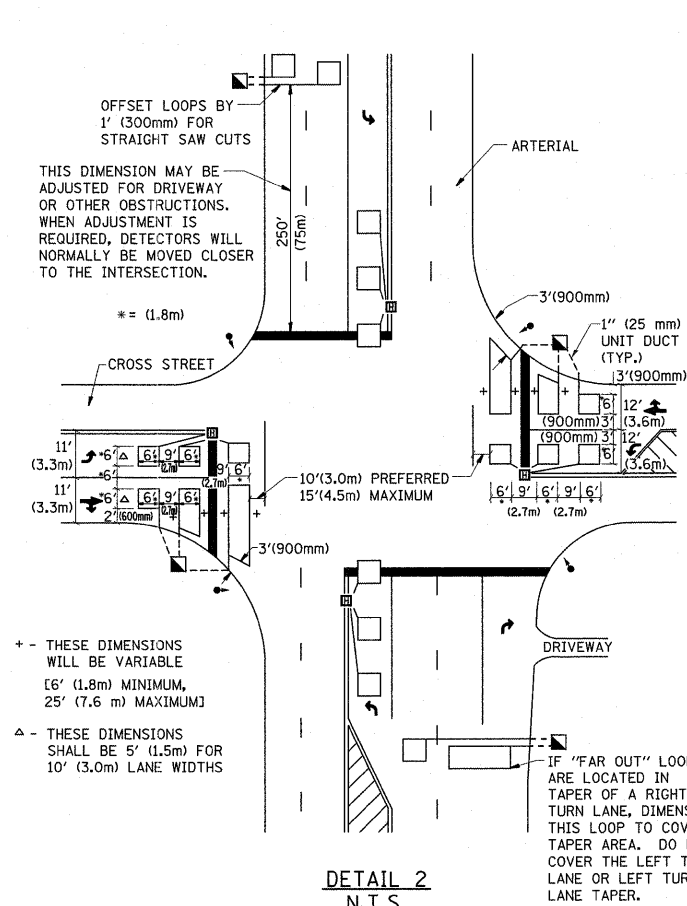 OFFSET LOOPS BY
1' (300mm) FOR
STRAIGHT SAW CUTS
THIS DIMENSION MAY BE
ADJUSTED FOR DRIVEWAY
OR OTHER OBSTRUCTIONS.
WHEN ADJUSTMENT IS
REQUIRED, DETECTORS WILL
NORMALLY BE MOVED CLOSER
TO THE INTERSECTION.
* = (1.8m)
250'
(75m)
ARTERIAL
3'(900mm)
1" (25 mm)
UNIT DUCT
(TYP.)
CROSS STREET
3'(900mm)
*6'
12'
(3.6m)
(900mm) 3'
(900mm) 3'
*6'
12'
(3.6m)
H
H
H
H
11'
(3.3m)
*6'
△
6' 9' 6'
* (2.7m) *
*6'
9' 6'
(2.7m) *
11'
(3.3m)
*6'
△
6' 9' 6'
* (2.7m) *
2' (600mm)
10'(3.0m) PREFERRED
15'(4.5m) MAXIMUM
6' 9' 6' 9' 6'
* * *
(2.7m) (2.7m)
3'(900mm)
DRIVEWAY
+ - THESE DIMENSIONS
WILL BE VARIABLE
[6' (1.8m) MINIMUM,
25' (7.6 m) MAXIMUM]
△ - THESE DIMENSIONS
SHALL BE 5' (1.5m) FOR
10' (3.0m) LANE WIDTHS
IF "FAR OUT" LOO
ARE LOCATED IN
TAPER OF A RIGHT
TURN LANE, DIMENS
THIS LOOP TO COV
TAPER AREA. DO
COVER THE LEFT T
LANE OR LEFT TUR
LANE TAPER.
DETAIL 2
N.T.S.